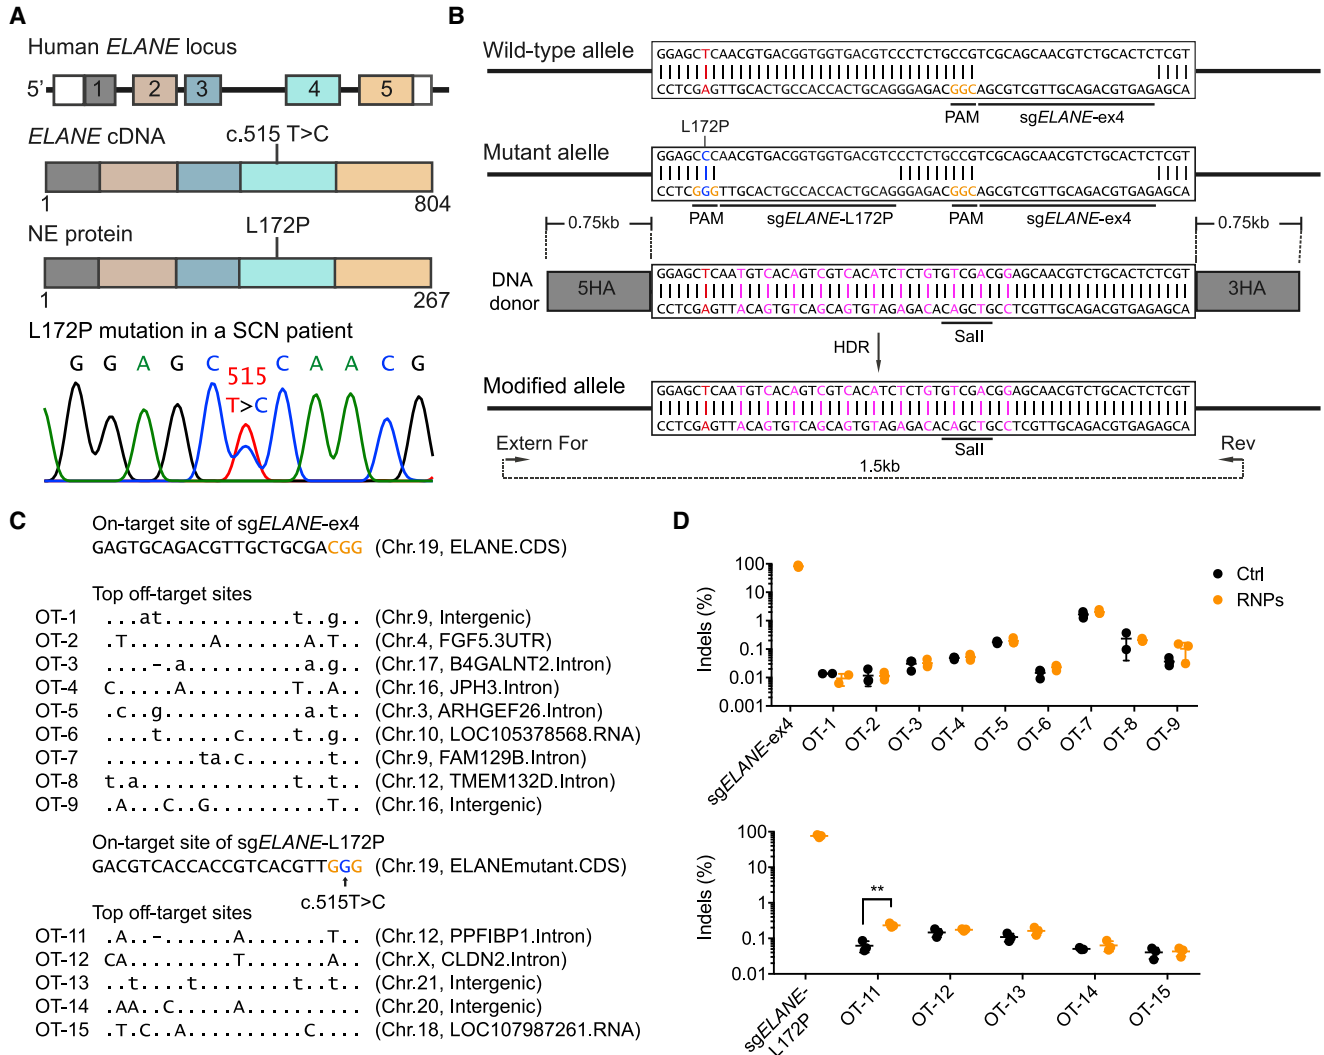 A
Human ELANE locus
5'
1 2 3 4 5
ELANE cDNA
c.515 T>C
1
804
NE protein
L172P
1
267
L172P mutation in a SCN patient
G G A G C C A A C G
515
T>C
B
Wild-type allele
GGAGCTCAACGTGACGGTGGTGACGTCCCTCTGCCGTCGCAGCAACGTCTGCACTCTCGT
CCTCGAGTTGCACTGCCACCACTGCAGGGAGACGGCAGCGTCGTTGCAGACGTGAGAGCA
PAM
sgELANE-ex4
L172P
Mutant alelle
GGAGCCCAACGTGACGGTGGTGACGTCCCTCTGCCGTCGCAGCAACGTCTGCACTCTCGT
CCTCGGGTTGCACTGCCACCACTGCAGGGAGACGGCAGCGTCGTTGCAGACGTGAGAGCA
PAM
sgELANE-L172P
PAM
sgELANE-ex4
0.75kb
0.75kb
DNA donor
5HA
GGAGCTCAATGTCACAGTCGTCACATCTCTGTGTCGACGGAGCAACGTCTGCACTCTCGT
CCTCGAGTTACAGTGTCAGCAGTGTAGAGACACAGCTGCCTCGTTGCAGACGTGAGAGCA
3HA
SalI
HDR
Modified allele
GGAGCTCAATGTCACAGTCGTCACATCTCTGTGTCGACGGAGCAACGTCTGCACTCTCGT
CCTCGAGTTACAGTGTCAGCAGTGTAGAGACACAGCTGCCTCGTTGCAGACGTGAGAGCA
SalI
Extern For
Rev
1.5kb
C
On-target site of sgELANE-ex4
GAGTGCAGACGTTGCTGCGACGG (Chr.19, ELANE.CDS)
Top off-target sites
OT-1 ...at..........t..g.. (Chr.9, Intergenic)
OT-2 .T.......A.......A.T.. (Chr.4, FGF5.3UTR)
OT-3 ....-.a..........a.g.. (Chr.17, B4GALNT2.Intron)
OT-4 C.....A.........T..A.. (Chr.16, JPH3.Intron)
OT-5 .c..g............a.t.. (Chr.3, ARHGEF26.Intron)
OT-6 ....t......c....t..g.. (Chr.10, LOC105378568.RNA)
OT-7 ........ta.c.......t.. (Chr.9, FAM129B.Intron)
OT-8 t.a.............t..t.. (Chr.12, TMEM132D.Intron)
OT-9 .A...C..G..........T.. (Chr.16, Intergenic)
On-target site of sgELANE-L172P
GACGTCACCACCGTCACGTTGGG (Chr.19, ELANEmutant.CDS)
c.515T>C
Top off-target sites
OT-11 .A..-......A.......T.. (Chr.12, PPFIBP1.Intron)
OT-12 CA.........T.......A.. (Chr.X, CLDN2.Intron)
OT-13 ..t....t........t..t.. (Chr.21, Intergenic)
OT-14 .AA..C.....A.......... (Chr.20, Intergenic)
OT-15 .T.C..A..........C.... (Chr.18, LOC107987261.RNA)
D
Indels (%)
100
10
1
0.1
0.01
0.001
sgELANE-ex4 OT-1 OT-2 OT-3 OT-4 OT-5 OT-6 OT-7 OT-8 OT-9
Ctrl
RNPs
Indels (%)
100
10
1
0.1
0.01
**
sgELANE-L172P OT-11 OT-12 OT-13 OT-14 OT-15